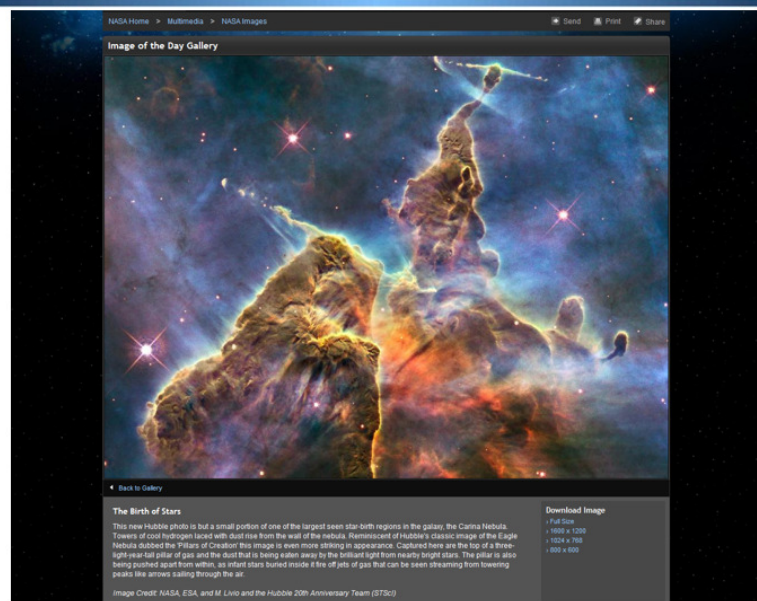 NASA Home > Multimedia > NASA Images
Send Print Share
Image of the Day Gallery
Back to Gallery
The Birth of Stars
This new Hubble photo is but a small portion of one of the largest seen star-birth regions in the galaxy, the Carina Nebula.
Towers of cool hydrogen laced with dust rise from the wall of the nebula. Reminiscent of Hubble's classic image of the Eagle
Nebula dubbed the 'Pillars of Creation' this image is even more striking in appearance. Captured here are the top of a three-
light-year-tall pillar of gas and the dust that is being eaten away by the brilliant light from nearby bright stars. The pillar is also
being pushed apart from within, as infant stars buried inside it fire off jets of gas that can be seen streaming from towering
peaks like arrows sailing through the air.
Image Credit: NASA, ESA, and M. Livio and the Hubble 20th Anniversary Team (STScI)
Download Image
› Full Size
› 1600 x 1200
› 1024 x 768
› 800 x 600